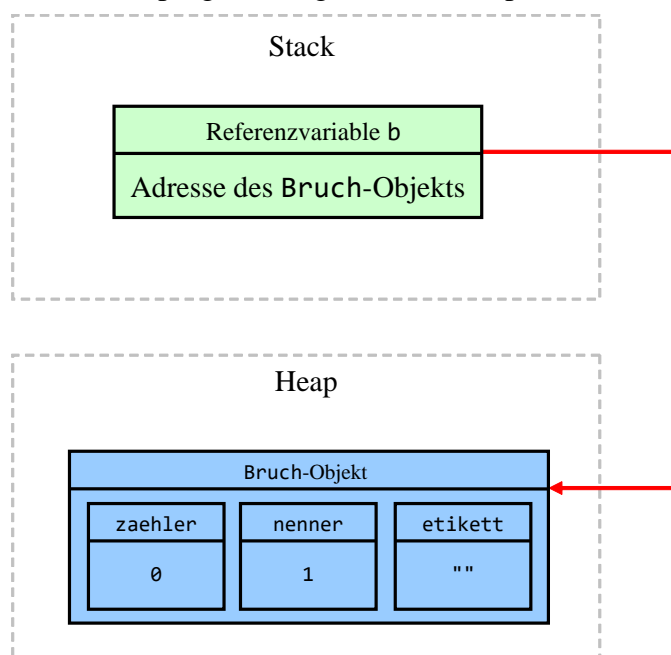 Stack
Referenzvariable b
Adresse des Bruch-Objekts
Heap
Bruch-Objekt
zaehler nenner etikett
0 1 ""